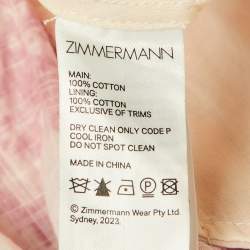 ZIMMERMANN
MAIN:
100% COTTON
LINING:
100% COTTON
EXCLUSIVE OF TRIMS
DRY CLEAN ONLY CODE P
COOL IRON
DO NOT SPOT CLEAN
MADE IN CHINA
P
© Zimmermann Wear Pty Ltd.
Sydney, 2023.